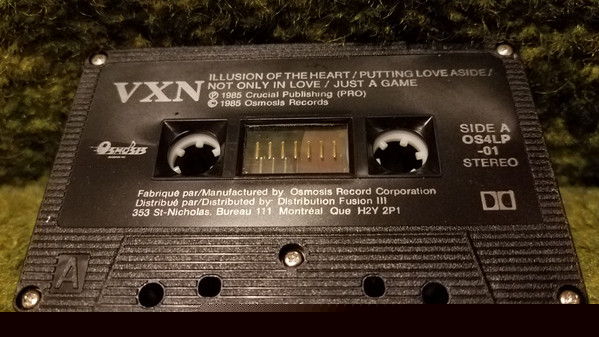 VXN
ILLUSION OF THE HEART / PUTTING LOVE ASIDE /
NOT ONLY IN LOVE / JUST A GAME
℗ 1985 Crucial Publishing (PRO)
© 1985 Osmosis Records
Osmosis
SIDE A
OS4LP
-01
STEREO
Fabriqué par/Manufactured by Osmosis Record Corporation
Distribué par/Distributed by Distribution Fusion III
353 St-Nicholas, Bureau 111 Montréal Que H2Y 2P1
A